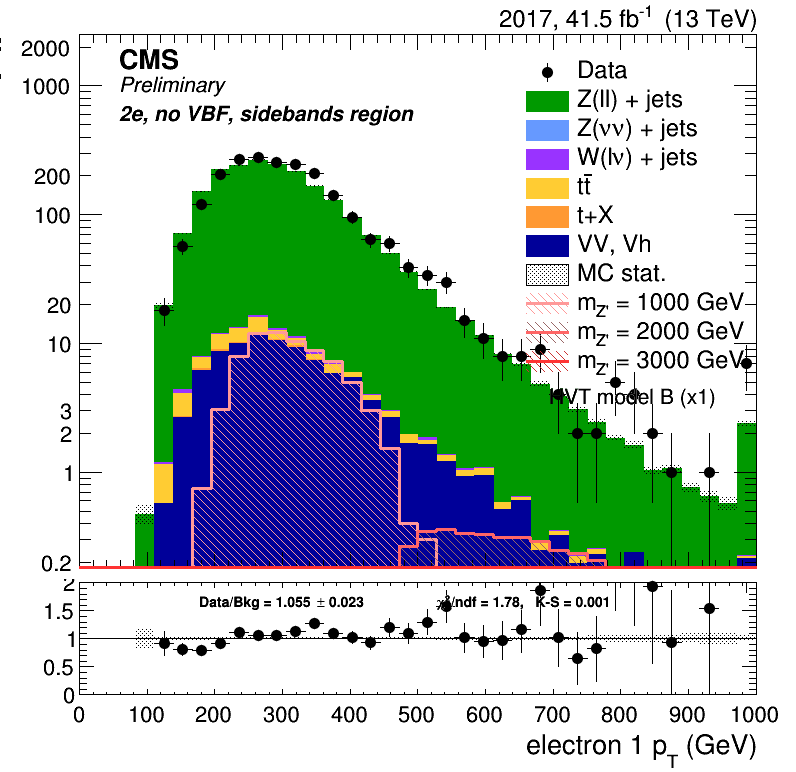 2017, 41.5 fb⁻¹ (13 TeV)
CMS
Preliminary
2e, no VBF, sidebands region
Data
Z(ll) + jets
Z(νν) + jets
W(lν) + jets
tt̄
t+X
VV, Vh
MC stat.
m_Z' = 1000 GeV
m_Z' = 2000 GeV
m_Z' = 3000 GeV
HVT model B (x1)
2000
1000
200
100
20
10
3
2
1
0.2
Data/Bkg = 1.055 ± 0.023 χ²/ndf = 1.78, K-S = 0.001
2
1.5
1
0.5
0
0 100 200 300 400 500 600 700 800 900 1000
electron 1 p_T (GeV)